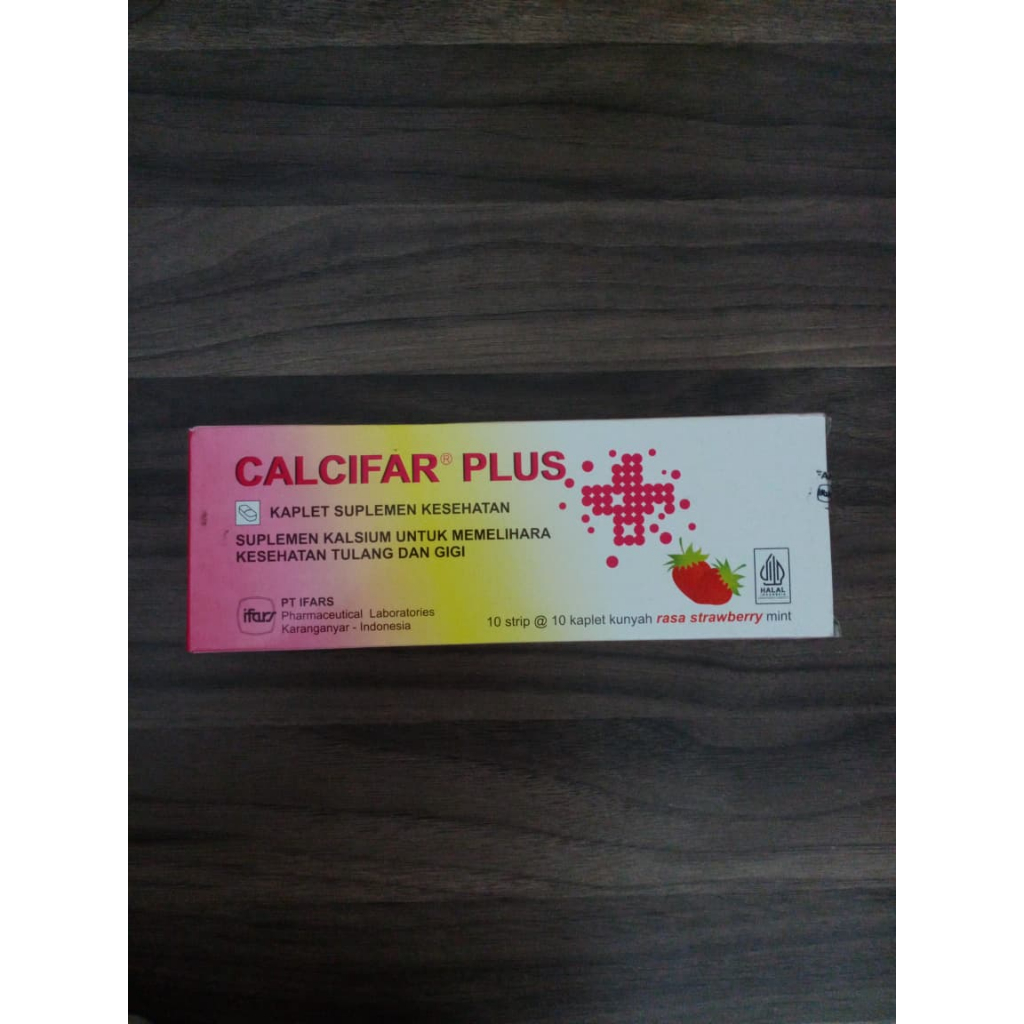 CALCIFAR® PLUS
KAPLET SUPLEMEN KESEHATAN
SUPLEMEN KALSIUM UNTUK MEMELIHARA
KESEHATAN TULANG DAN GIGI
ifars
PT IFARS
Pharmaceutical Laboratories
Karanganyar - Indonesia
10 strip @ 10 kaplet kunyah rasa strawberry mint
HALAL
INDONESIA